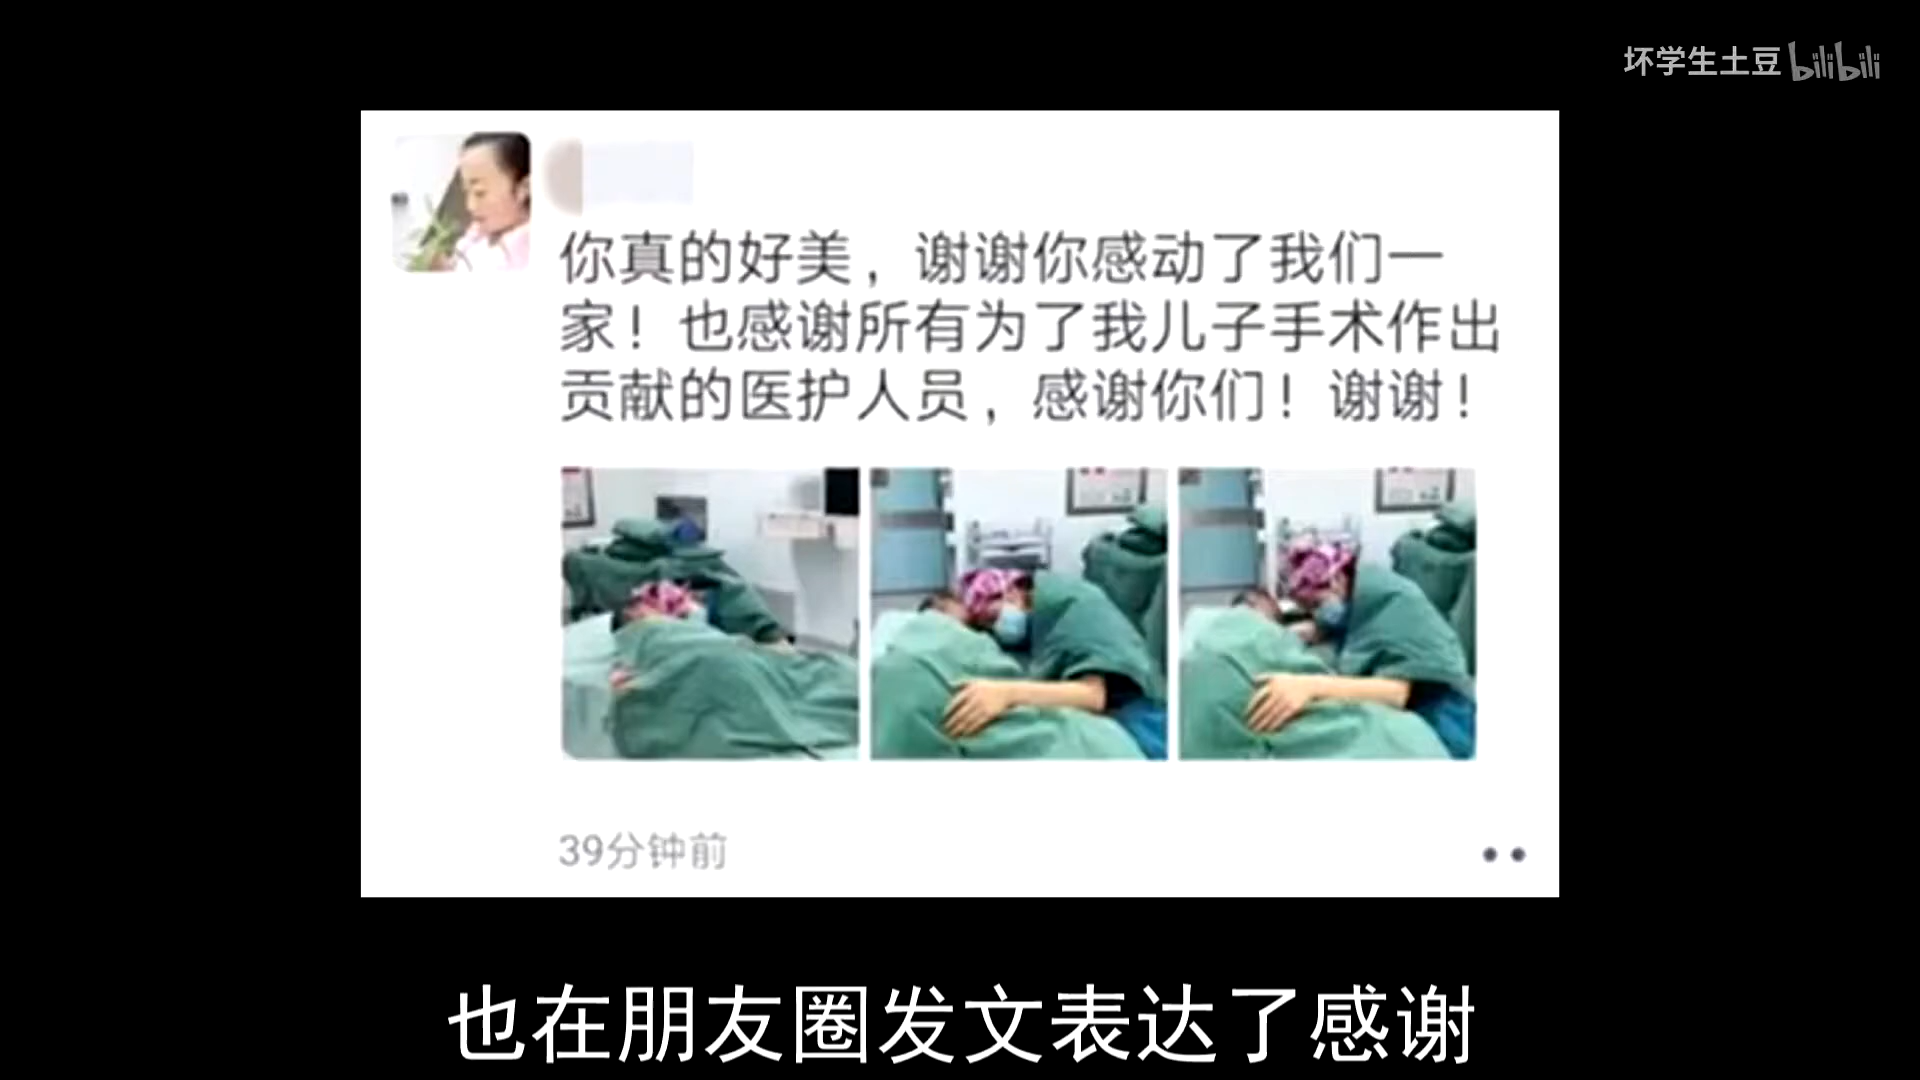 坏学生土豆 bilibili
你真的好美，谢谢你感动了我们一
家！也感谢所有为了我儿子手术作出
贡献的医护人员，感谢你们！谢谢！
39分钟前
也在朋友圈发文表达了感谢